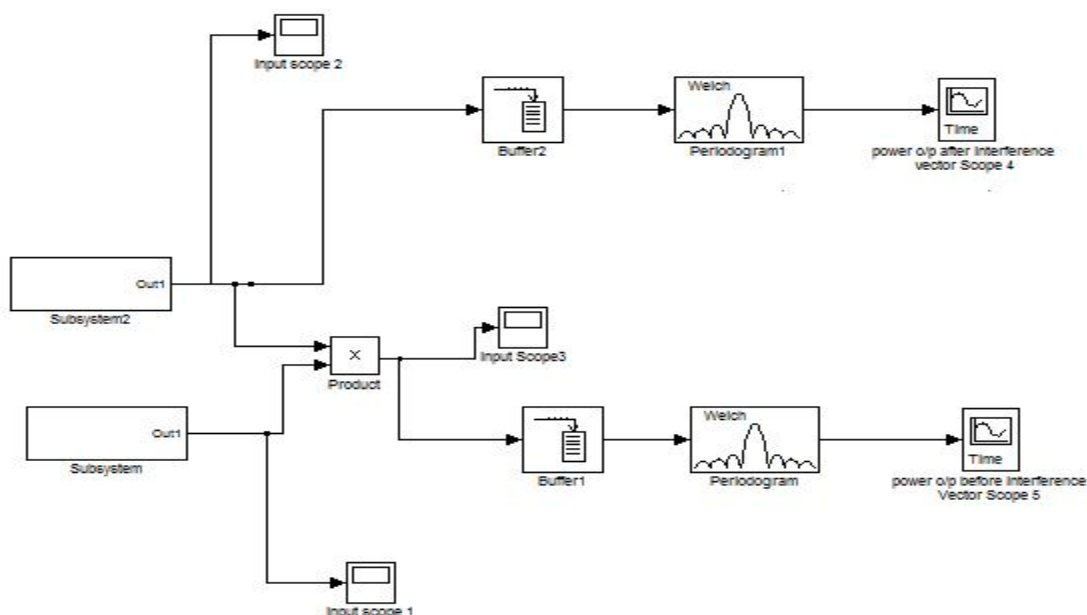 Input scope 2
Welch
Buffer2
Periodogram1
Time
power o/p after Interference
vector Scope 4
Out1
Subsystem2
X
Product
Input Scope3
Out1
Subsystem
Welch
Buffer1
Periodogram
Time
power o/p before Interference
Vector Scope 5
Input scope 1